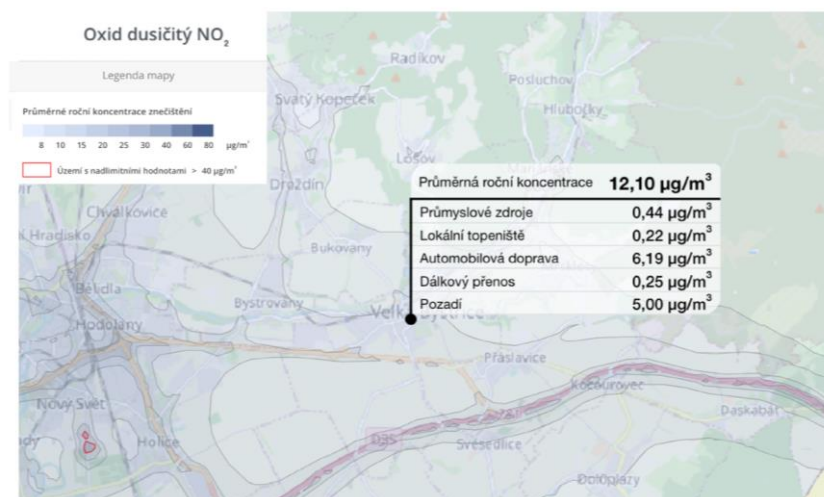 Oxid dusičitý NO₂
Legenda mapy
Průměrné roční koncentrace znečištění
8 10 15 20 25 30 40 60 80 µg/m³
Území s nadlimitními hodnotami > 40 µg/m³
Radíkov
Posluchov
Svatý Kopeček
Hlubočky
Lošov
Droždín
Průměrná roční koncentrace 12,10 µg/m³
Průmyslové zdroje 0,44 µg/m³
Lokální topeniště 0,22 µg/m³
Automobilová doprava 6,19 µg/m³
Dálkový přenos 0,25 µg/m³
Pozadí 5,00 µg/m³
Chválkovice
Hradisko
Bukovany
Bělidla
Bystrovany
Velká Bystřice
Hodolany
Přáslavice
Kocourovec
Nový Svět
Daskabát
Holice
D35
Svésedlice
Doloplazy